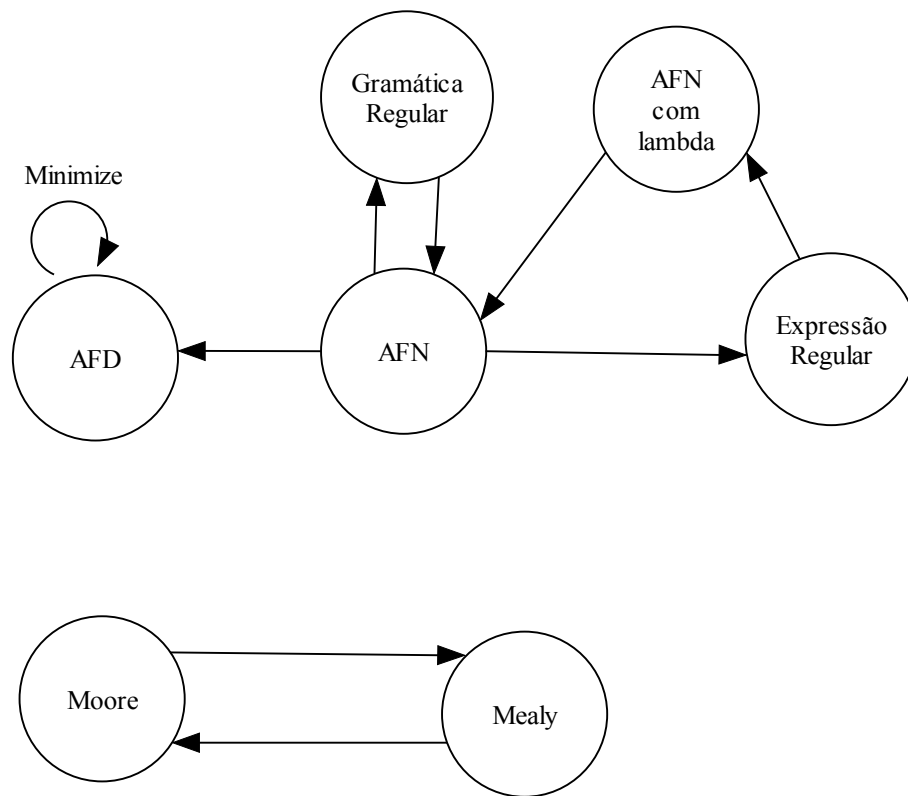 Gramática
Regular
AFN
com
lambda
Minimize
AFD
AFN
Expressão
Regular
Moore
Mealy